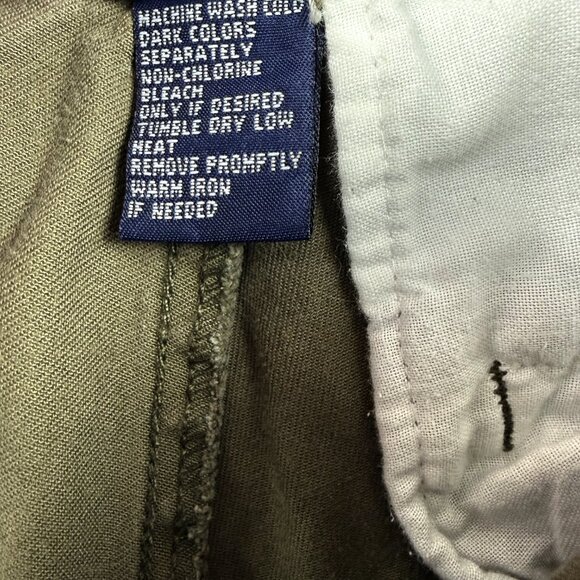 MACHINE WASH COLD
DARK COLORS
SEPARATELY
NON-CHLORINE
BLEACH
ONLY IF DESIRED
TUMBLE DRY LOW
HEAT
REMOVE PROMPTLY
WARM IRON
IF NEEDED